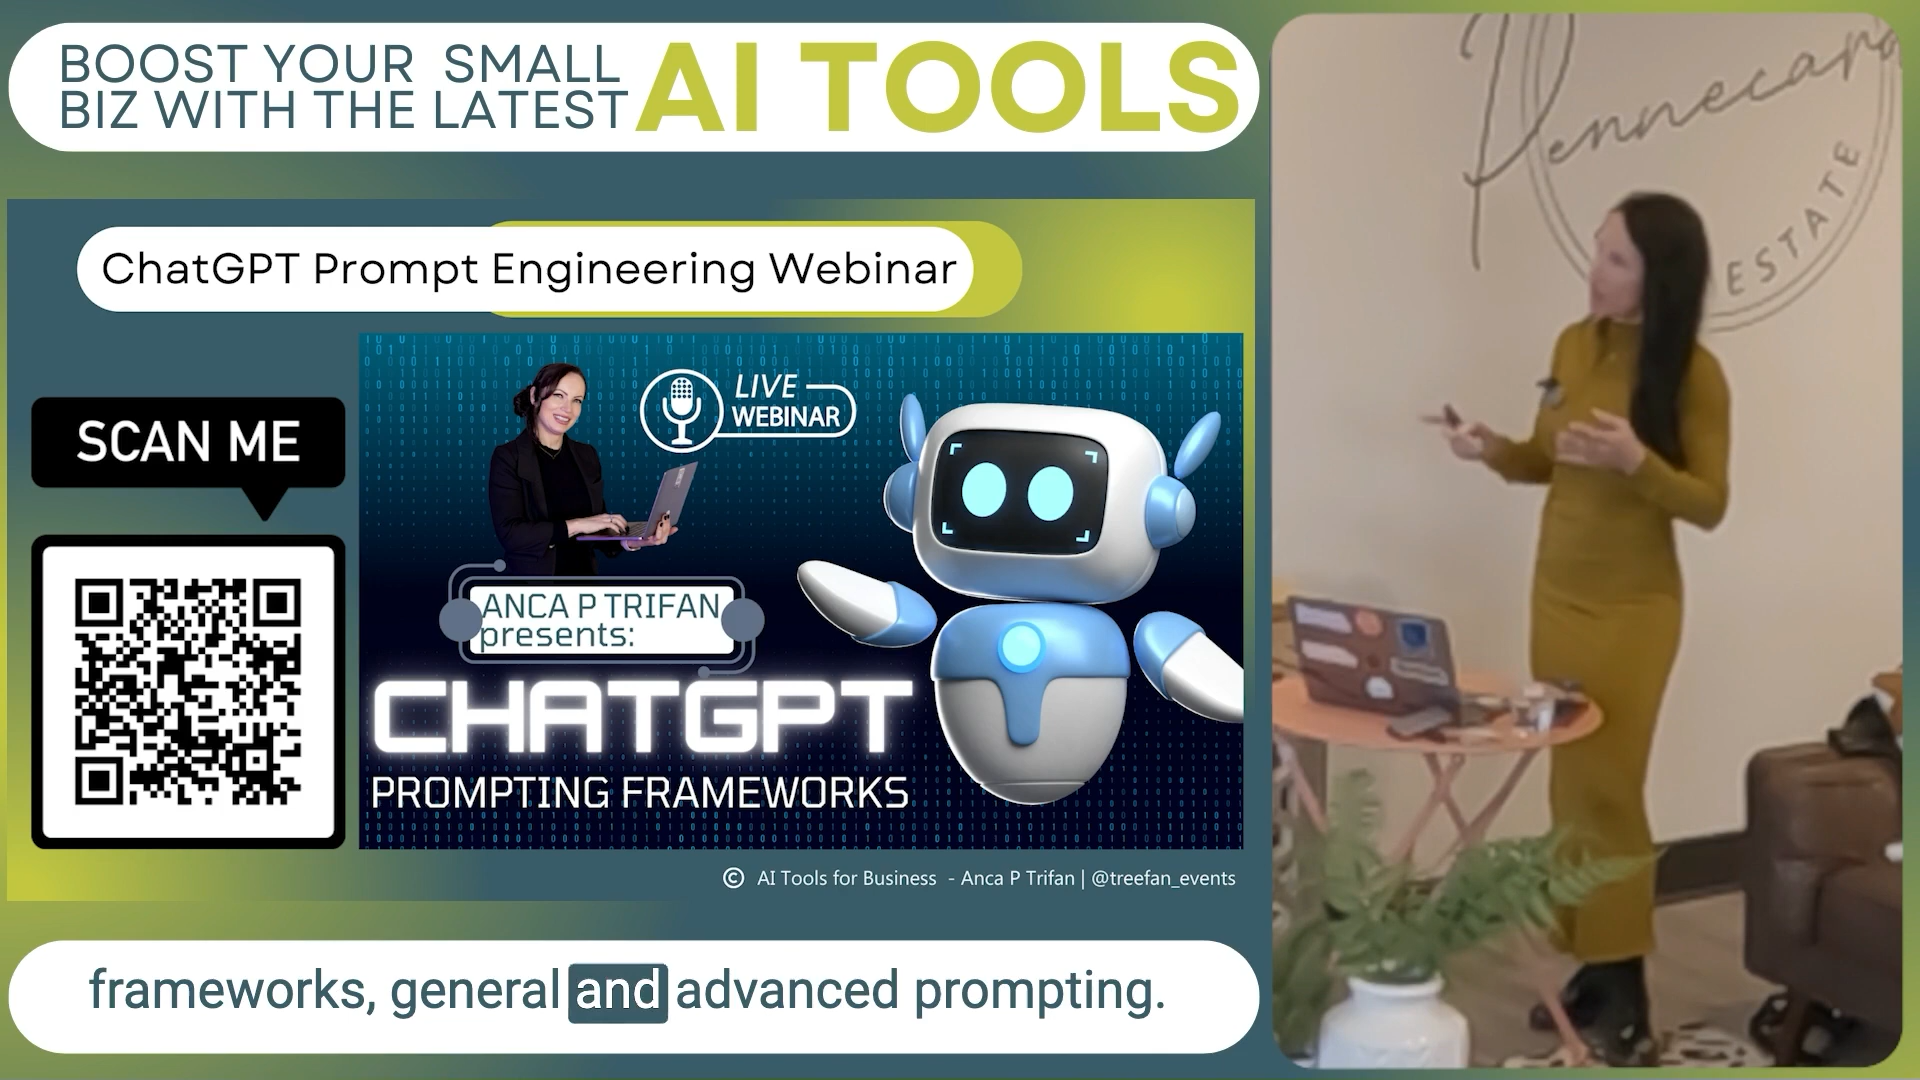 BOOST YOUR SMALL
BIZ WITH THE LATEST
AI TOOLS
ChatGPT Prompt Engineering Webinar
SCAN ME
LIVE
WEBINAR
ANCA P TRIFAN
presents:
CHATGPT
PROMPTING FRAMEWORKS
© AI Tools for Business - Anca P Trifan | @treefan_events
frameworks, general and advanced prompting.
ESTATE